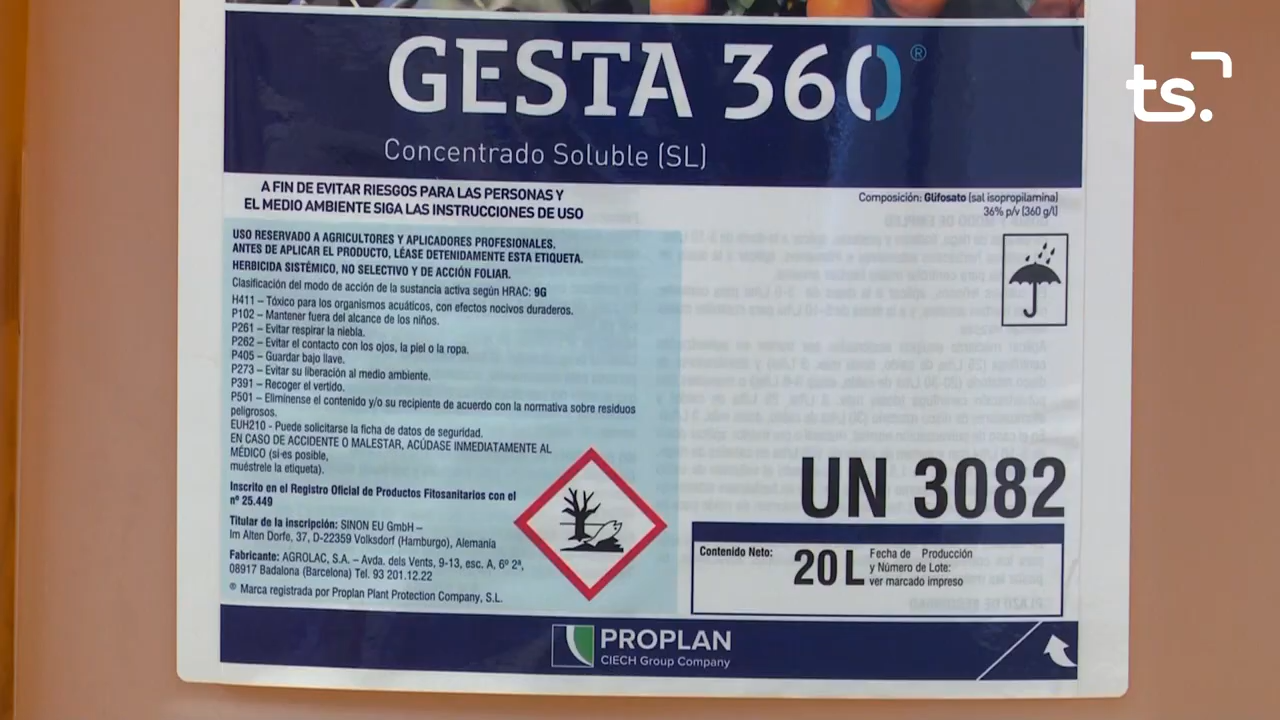 GESTA 360®
ts.
Concentrado Soluble (SL)
A FIN DE EVITAR RIESGOS PARA LAS PERSONAS Y
EL MEDIO AMBIENTE SIGA LAS INSTRUCCIONES DE USO
Composición: Glifosato (sal isopropilamina)
36% p/v (360 g/l)
USO RESERVADO A AGRICULTORES Y APLICADORES PROFESIONALES.
ANTES DE APLICAR EL PRODUCTO, LÉASE DETENIDAMENTE ESTA ETIQUETA.
HERBICIDA SISTÉMICO, NO SELECTIVO Y DE ACCIÓN FOLIAR.
Clasificación del modo de acción de la sustancia activa según HRAC: 9G
H411 – Tóxico para los organismos acuáticos, con efectos nocivos duraderos.
P102 – Mantener fuera del alcance de los niños.
P261 – Evitar respirar la niebla.
P262 – Evitar el contacto con los ojos, la piel o la ropa.
P405 – Guardar bajo llave.
P273 – Evitar su liberación al medio ambiente.
P391 – Recoger el vertido.
P501 – Elimínense el contenido y/o su recipiente de acuerdo con la normativa sobre residuos
peligrosos.
EUH210 - Puede solicitarse la ficha de datos de seguridad.
EN CASO DE ACCIDENTE O MALESTAR, ACÚDASE INMEDIATAMENTE AL
MÉDICO (si es posible,
muéstrele la etiqueta).
Inscrito en el Registro Oficial de Productos Fitosanitarios con el
nº 25.449
Titular de la inscripción: SINON EU GmbH –
Im Alten Dorfe, 37, D-22359 Volksdorf (Hamburgo), Alemania
Fabricante: AGROLAC, S.A. – Avda. dels Vents, 9-13, esc. A, 6º 2ª,
08917 Badalona (Barcelona) Tel. 93 201.12.22
® Marca registrada por Proplan Plant Protection Company, S.L.
UN 3082
Contenido Neto: 20 L
Fecha de Producción
y Número de Lote:
ver marcado impreso
PROPLAN
CIECH Group Company